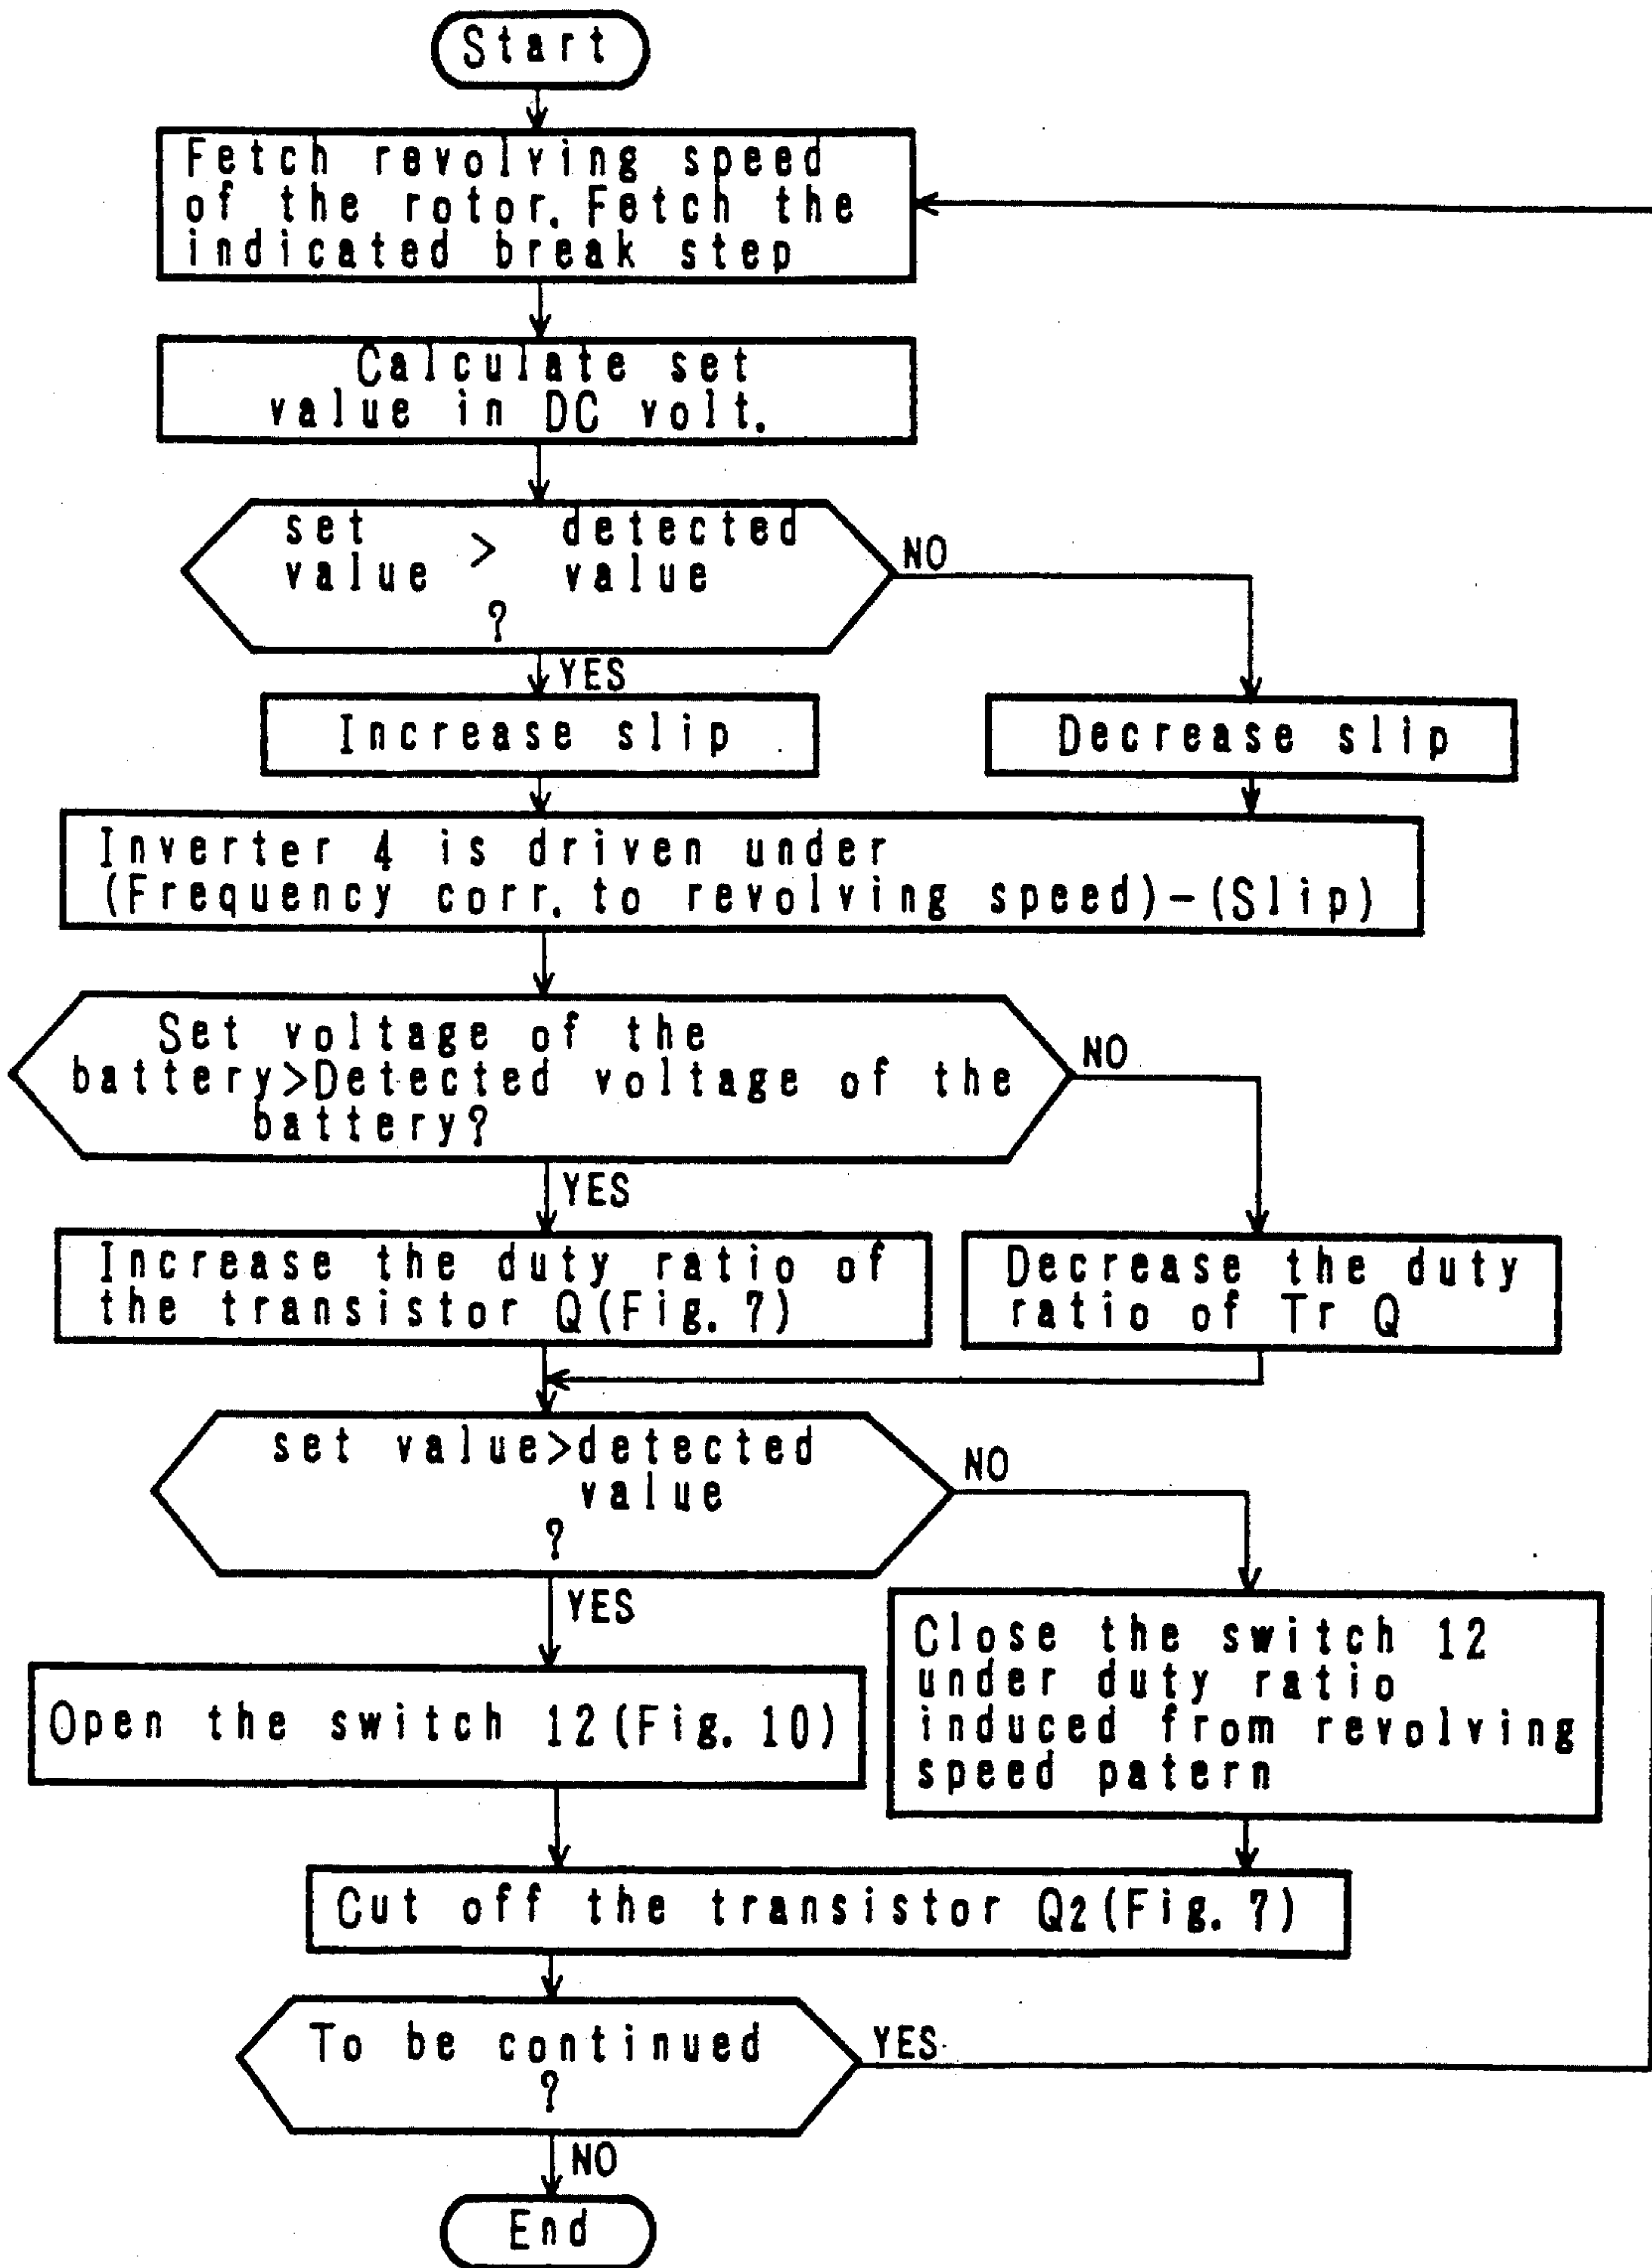 Start
Fetch revolving speed
of the rotor. Fetch the
indicated break step
Calculate set
value in DC volt.
set > detected
value value
?
NO
YES
Increase slip
Decrease slip
Inverter 4 is driven under
(Frequency corr. to revolving speed)-(Slip)
Set voltage of the
battery>Detected voltage of the
battery?
NO
YES
Increase the duty ratio of
the transistor Q(Fig. 7)
Decrease the duty
ratio of Tr Q
set value>detected
value
?
NO
YES
Open the switch 12(Fig. 10)
Close the switch 12
under duty ratio
induced from revolving
speed patern
Cut off the transistor Q2(Fig. 7)
To be continued
?
YES
NO
End